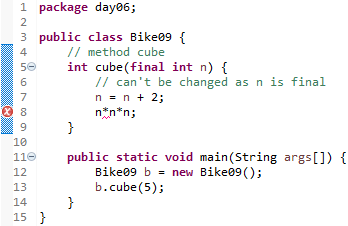 1 package day06;
2
3 public class Bike09 {
4     // method cube
5     int cube(final int n) {
6         // can't be changed as n is final
7         n = n + 2;
8         n*n*n;
9     }
10
11     public static void main(String args[]) {
12         Bike09 b = new Bike09();
13         b.cube(5);
14     }
15 }